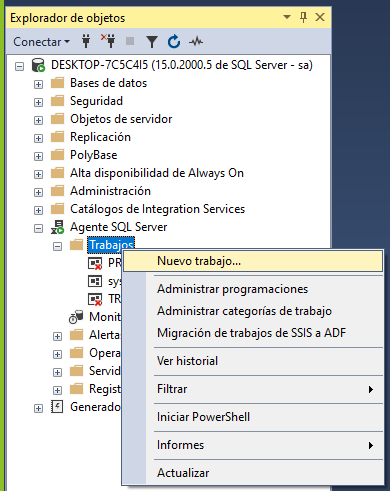 Explorador de objetos
Conectar
DESKTOP-7C5C4I5 (15.0.2000.5 de SQL Server - sa)
Bases de datos
Seguridad
Objetos de servidor
Replicación
PolyBase
Alta disponibilidad de Always On
Administración
Catálogos de Integration Services
Agente SQL Server
Trabajos
PR
sys
TR
Monit
Alertas
Opera
Servid
Regist
Generado
Nuevo trabajo...
Administrar programaciones
Administrar categorías de trabajo
Migración de trabajos de SSIS a ADF
Ver historial
Filtrar
Iniciar PowerShell
Informes
Actualizar